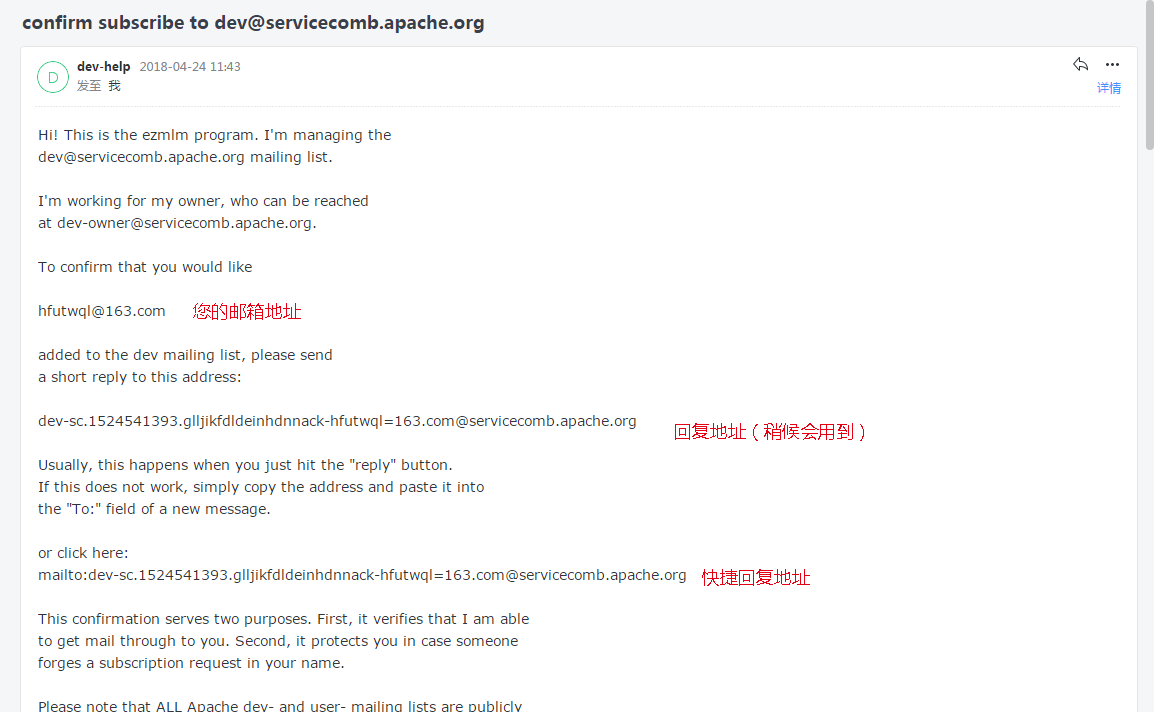 confirm subscribe to dev@servicecomb.apache.org
D
dev-help 2018-04-24 11:43
发至 我
详情
Hi! This is the ezmlm program. I'm managing the
dev@servicecomb.apache.org mailing list.
I'm working for my owner, who can be reached
at dev-owner@servicecomb.apache.org.
To confirm that you would like
hfutwql@163.com 您的邮箱地址
added to the dev mailing list, please send
a short reply to this address:
dev-sc.1524541393.glljikfdldeinhdnnack-hfutwql=163.com@servicecomb.apache.org
回复地址（稍候会用到）
Usually, this happens when you just hit the "reply" button.
If this does not work, simply copy the address and paste it into
the "To:" field of a new message.
or click here:
mailto:dev-sc.1524541393.glljikfdldeinhdnnack-hfutwql=163.com@servicecomb.apache.org 快捷回复地址
This confirmation serves two purposes. First, it verifies that I am able
to get mail through to you. Second, it protects you in case someone
forges a subscription request in your name.
Please note that ALL Apache dev- and user- mailing lists are publicly